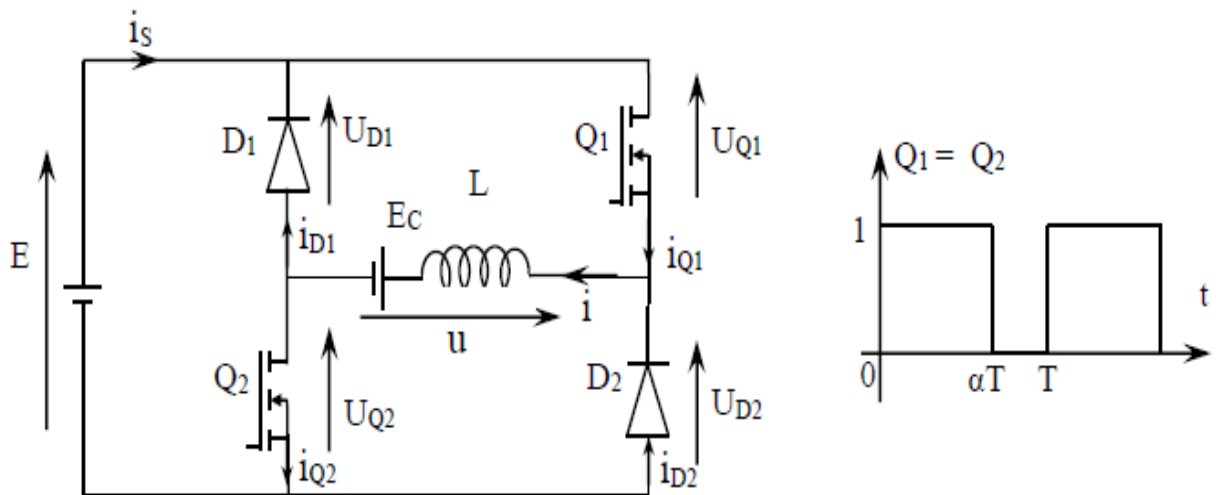 iS
D1
UD1
Q1
UQ1
E
iD1
EC
L
iQ1
u
i
Q2
UQ2
iQ2
D2
UD2
iD2
Q1 = Q2
1
0
αT
T
t